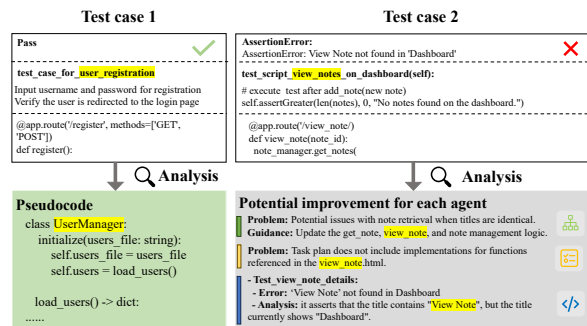 Test case 1
Pass
test_case_for_user_registration
Input username and password for registration
Verify the user is redirected to the login page
@app.route('/register', methods=['GET',
'POST'])
def register():
Analysis
Pseudocode
class UserManager:
initialize(users_file: string):
self.users_file = users_file
self.users = load_users()
load_users() -> dict:
......
Test case 2
AssertionError:
AssertionError: View Note not found in 'Dashboard'
test_script_view_notes_on_dashboard(self):
# execute test after add_note(new note)
self.assertGreater(len(notes), 0, "No notes found on the dashboard.")
@app.route('/view_note/)
def view_note(note_id):
note_manager.get_notes(
Analysis
Potential improvement for each agent
Problem: Potential issues with note retrieval when titles are identical.
Guidance: Update the get_note, view_note, and note management logic.
Problem: Task plan does not include implementations for functions
referenced in the view_note.html.
- Test_view_note_details:
- Error: 'View Note' not found in Dashboard
- Analysis: it asserts that the title contains "View Note", but the title
currently shows "Dashboard".